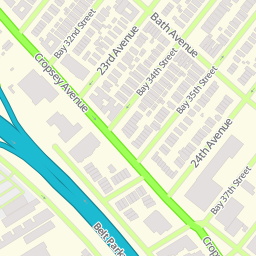 Bath Avenue
Bay 32nd Street
23rd Avenue
Bay 34th Street
Cropsey Avenue
Bay 35th Street
24th Avenue
Bay 37th Street
Belt Park
Crops